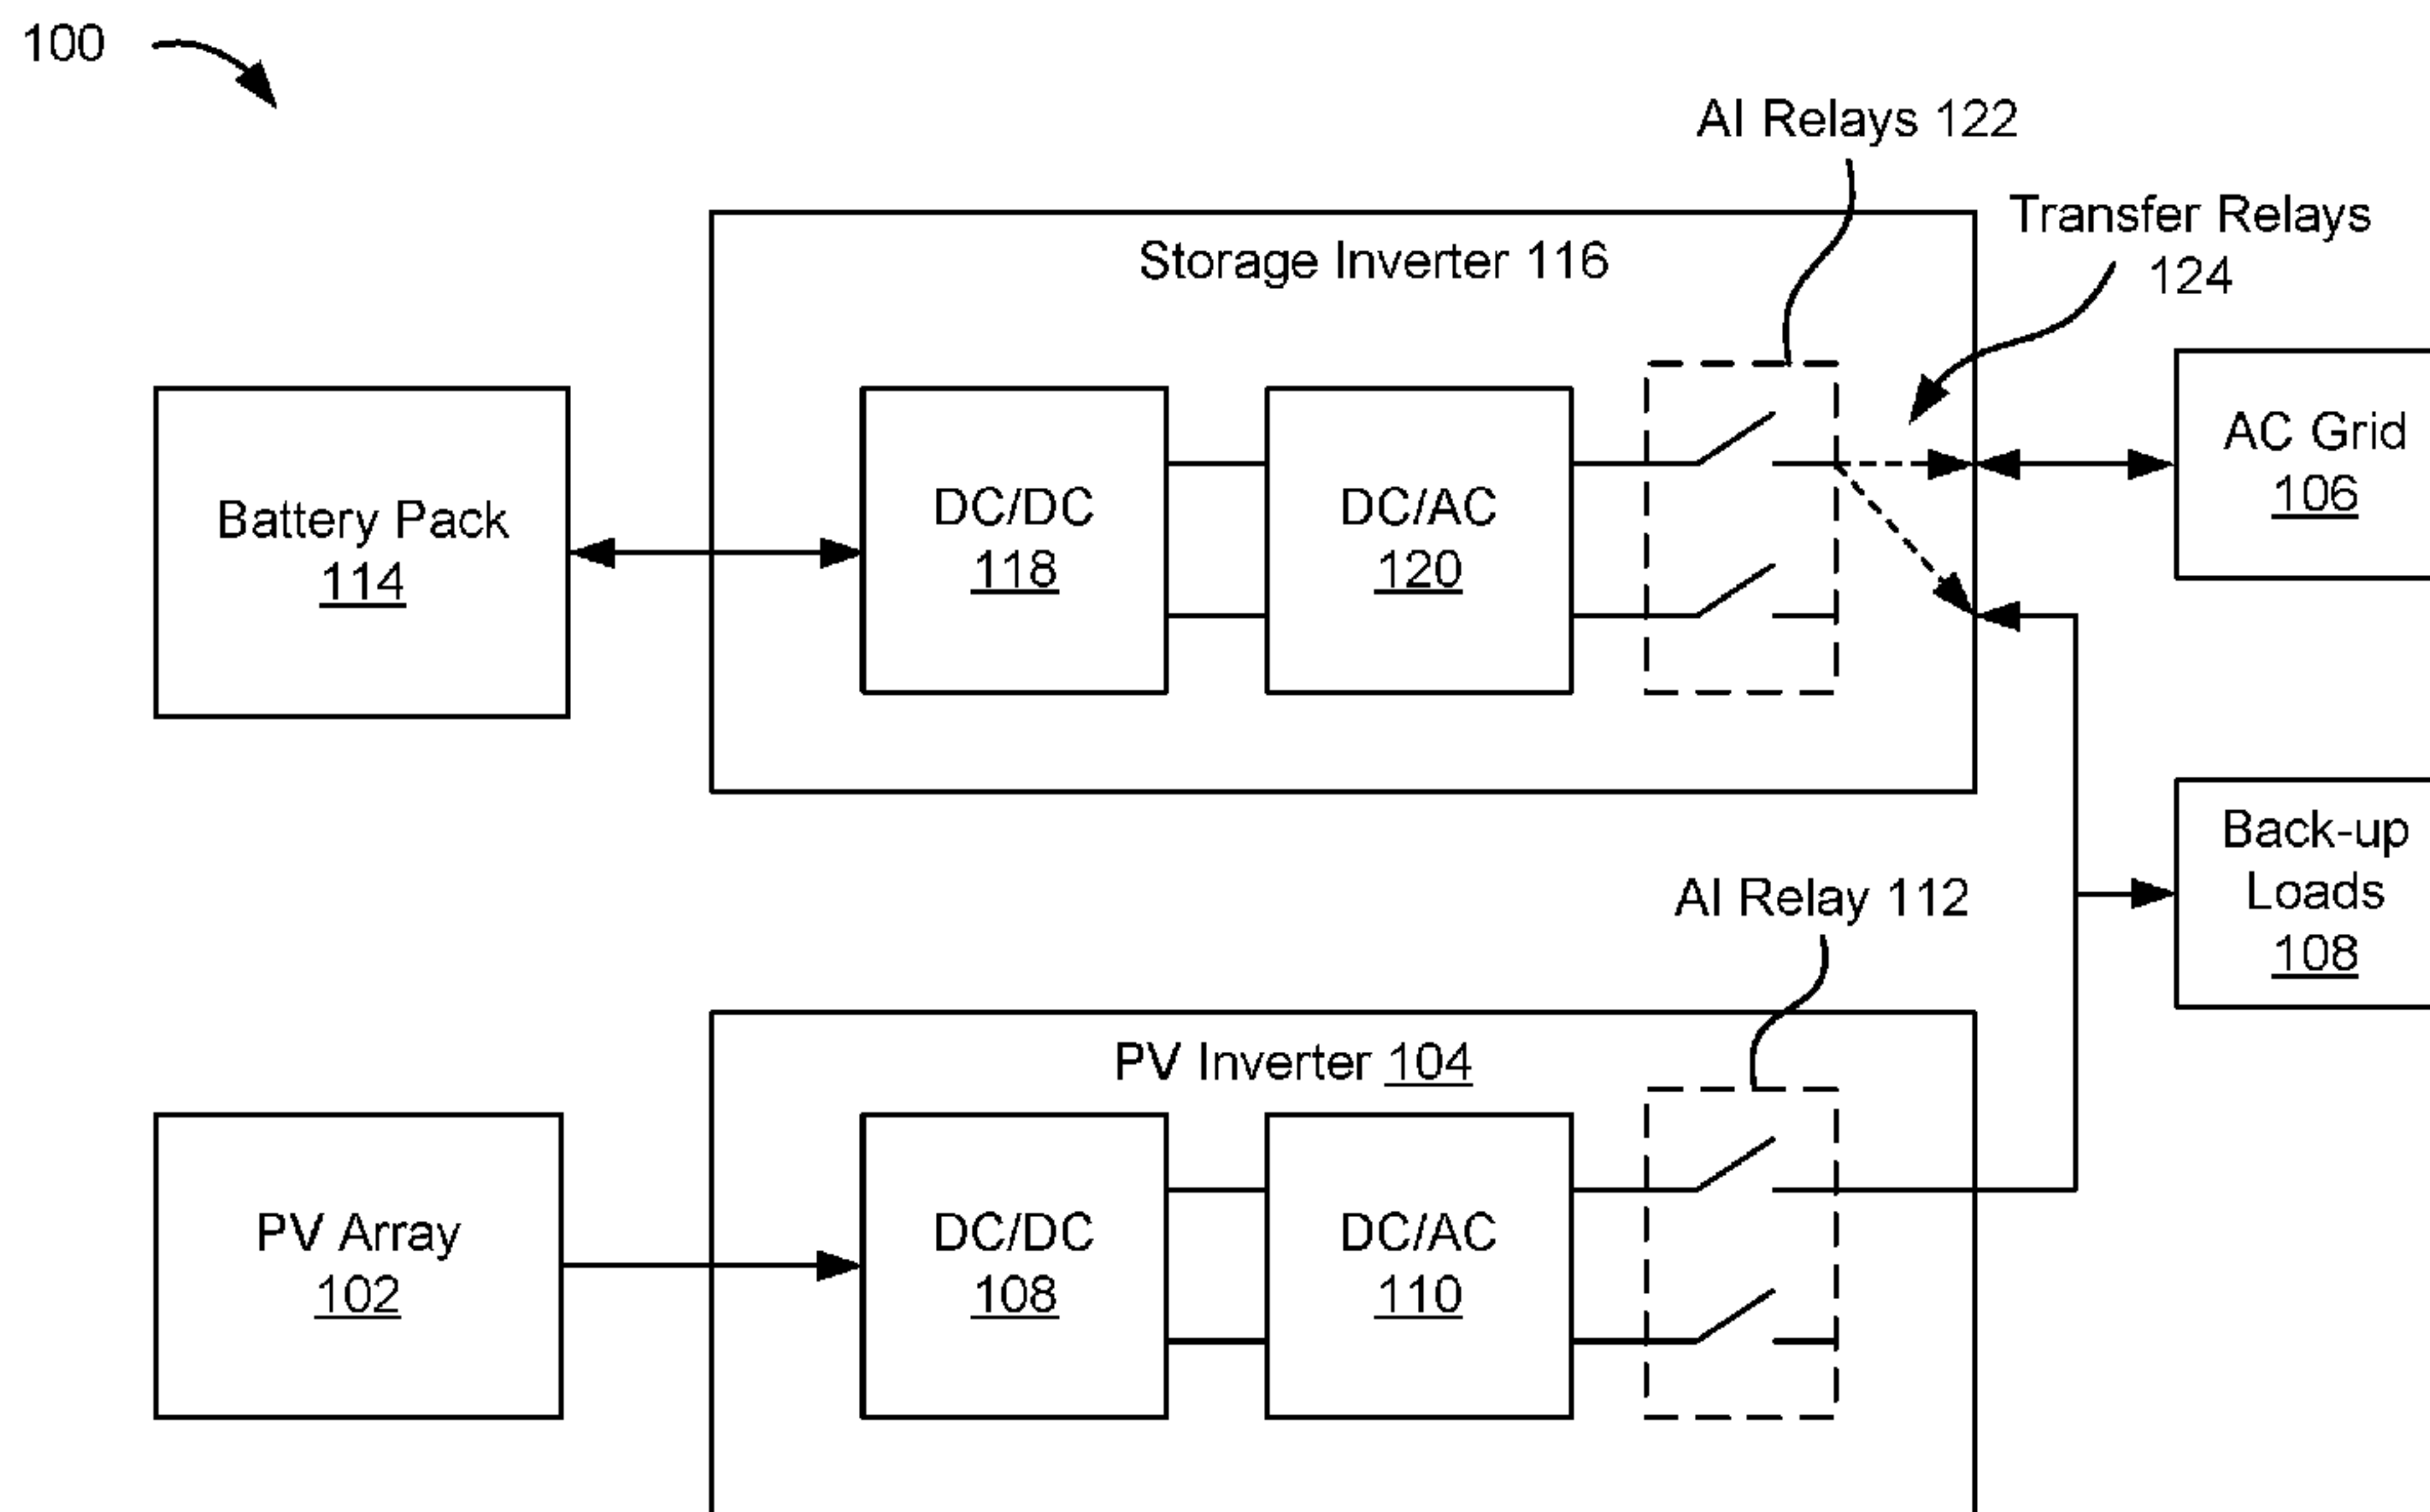 100
AI Relays 122
Transfer Relays
124
Storage Inverter 116
Battery Pack
114
DC/DC
118
DC/AC
120
AC Grid
106
Back-up
Loads
108
AI Relay 112
PV Inverter 104
PV Array
102
DC/DC
108
DC/AC
110